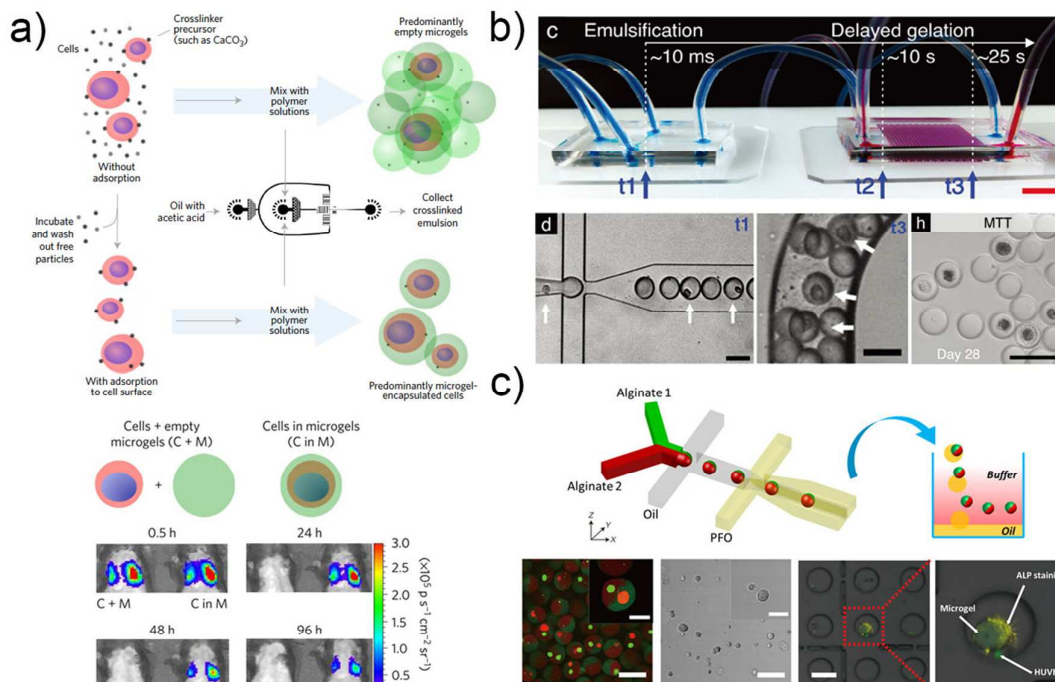 a)
Cells
Crosslinker
precursor
(such as CaCO₃)
Without
adsorption
Mix with
polymer
solutions
Predominantly
empty microgels
Incubate
and wash
out free
particles
Oil with
acetic acid
Collect
crosslinked
emulsion
With adsorption
to cell surface
Mix with
polymer
solutions
Predominantly microgel-
encapsulated cells
Cells + empty
microgels (C + M)
Cells in microgels
(C in M)
+
0.5 h
24 h
C + M
C in M
48 h
96 h
3.0
2.5
2.0
1.5
1.0
0.5
(×10⁵ p s⁻¹ cm⁻² sr⁻¹)
b)
c
Emulsification
Delayed gelation
~10 ms
~10 s
~25 s
t1
t2
t3
d
t1
t3
h
MTT
Day 28
c)
Alginate 1
Alginate 2
Oil
PFO
Z
Y
X
Buffer
Oil
Microgel